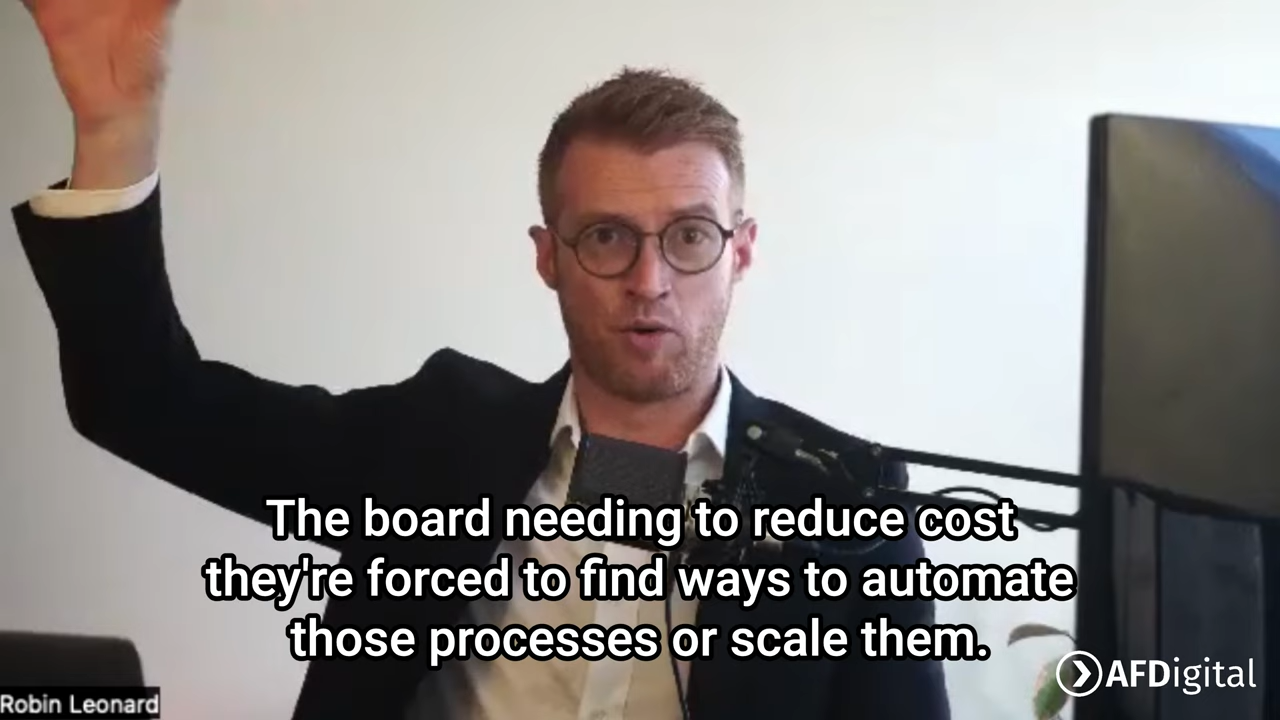 The board needing to reduce cost
they're forced to find ways to automate
those processes or scale them.
AFDigital
Robin Leonard